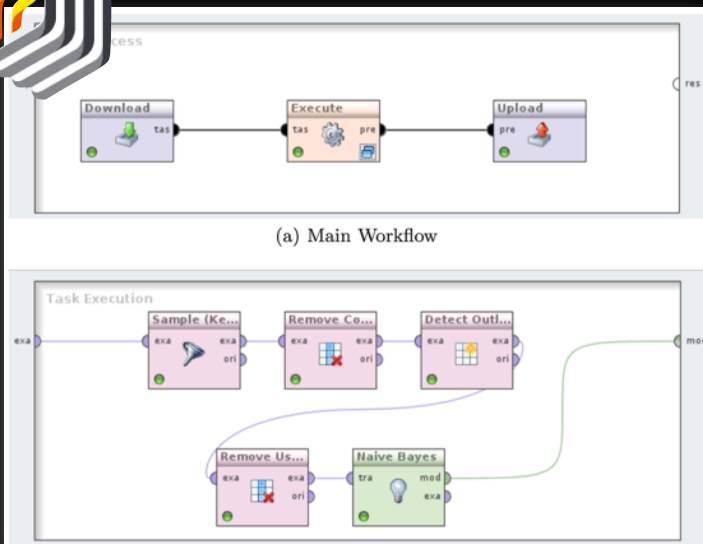 cess
res
Download Execute Upload
tas tas pre pre
(a) Main Workflow
Task Execution
Sample (Ke... Remove Co... Detect Outl...
exa exa exa exa exa exa exa mo
ori ori ori
Remove Us... Naive Bayes
exa exa tra mod
ori exa